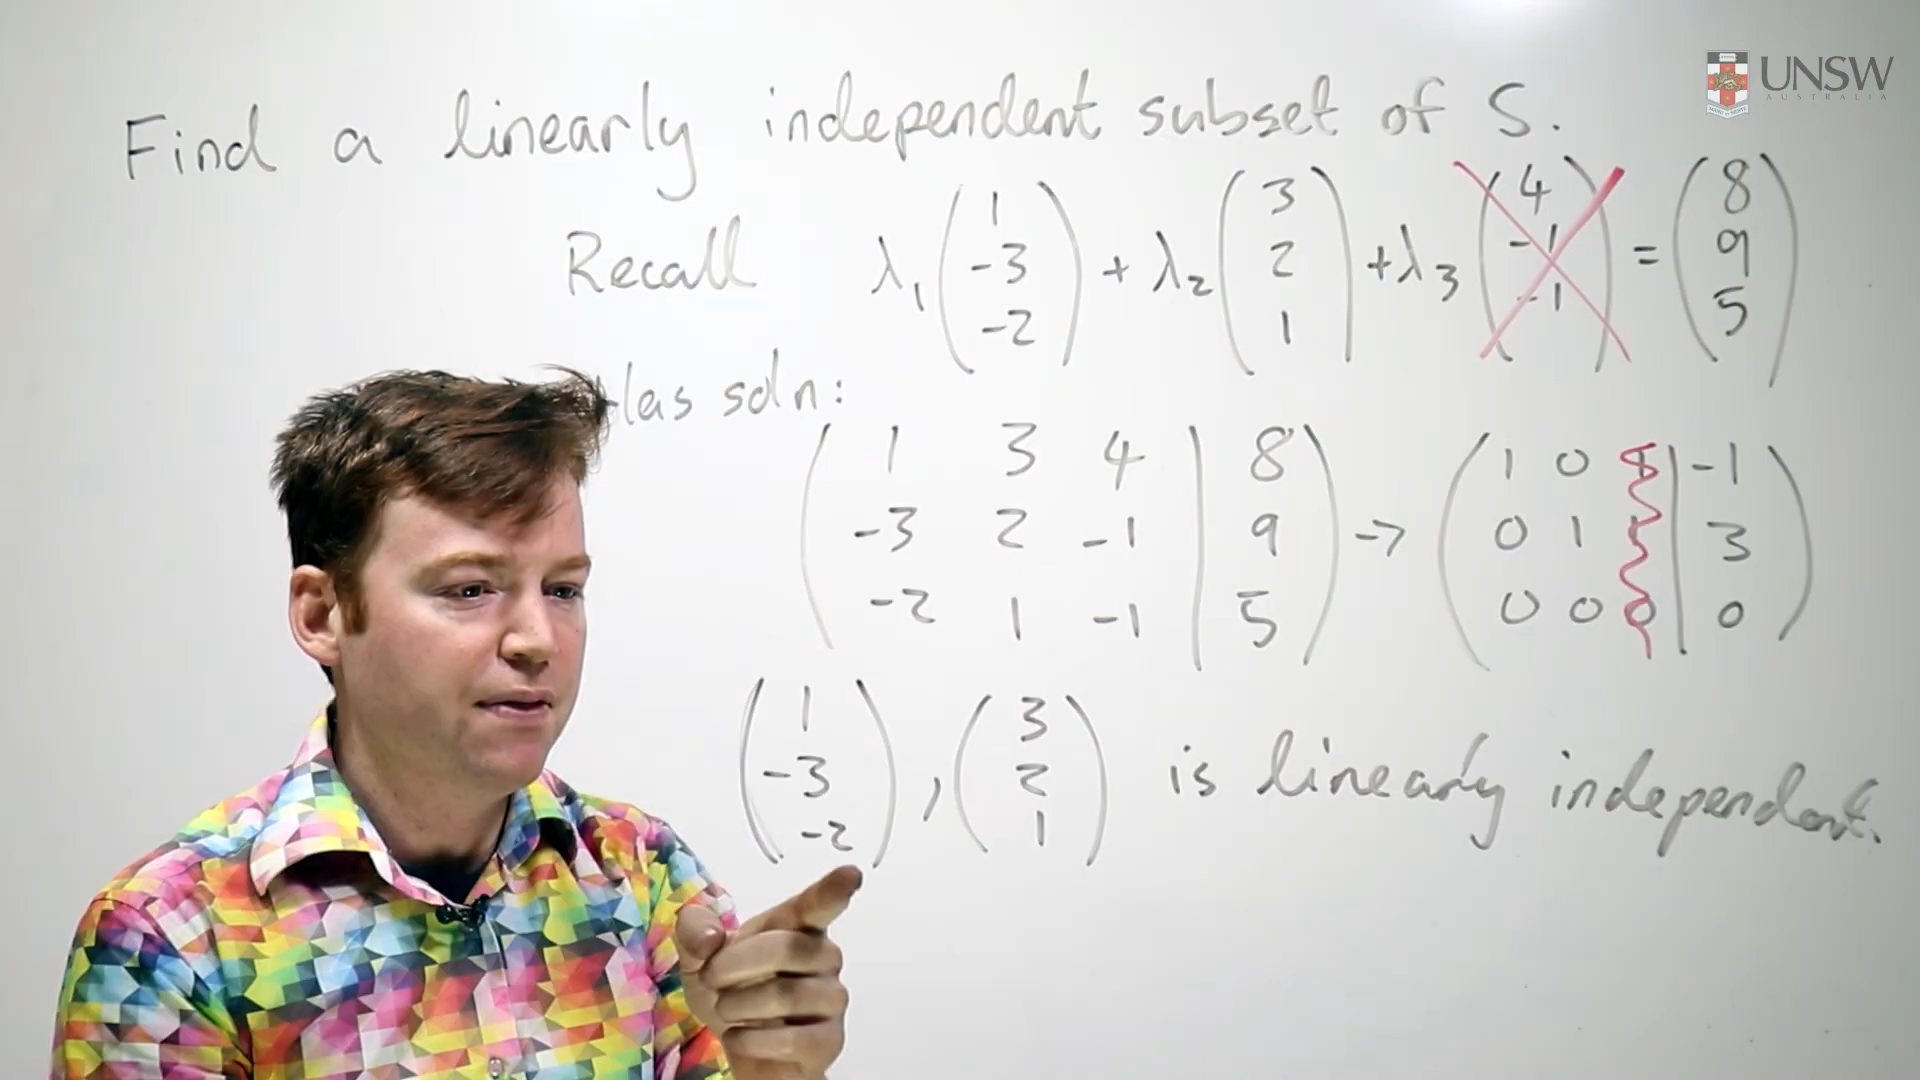 UNSW
AUSTRALIA
Find a linearly independent subset of S.
Recall λ₁ (1 -3 -2) + λ₂ (3 2 1) + λ₃ (4 -1 -1) = (8 9 5)
Has soln:
( 1 3 4 | 8 ) ( 1 0 | -1 )
( -3 2 -1 | 9 ) -> ( 0 1 | 3 )
( -2 1 -1 | 5 ) ( 0 0 0 | 0 )
(1 -3 -2) , (3 2 1) is linearly independent.